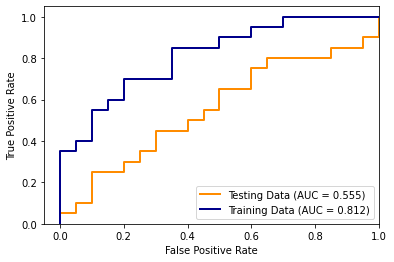 1.0
0.8
0.6
0.4
0.2
0.0
True Positive Rate
Testing Data (AUC = 0.555)
Training Data (AUC = 0.812)
0.0 0.2 0.4 0.6 0.8 1.0
False Positive Rate